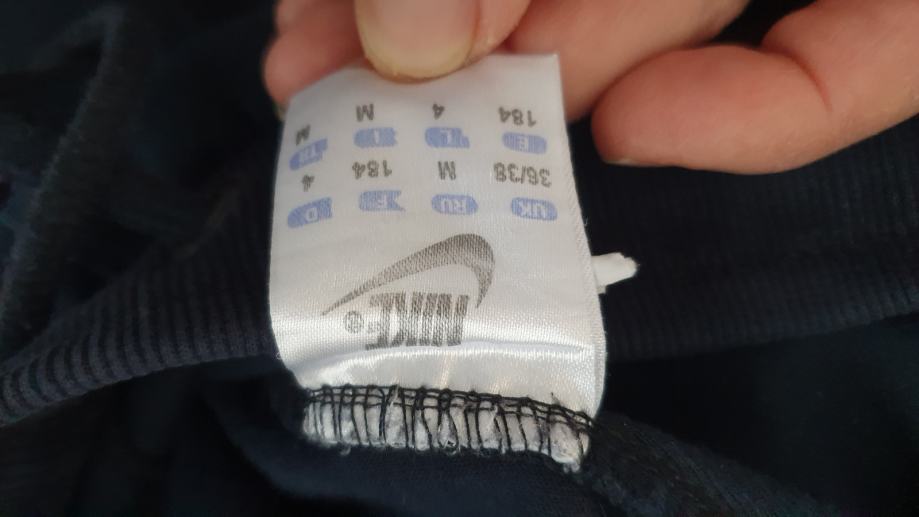 NIKE®
UK RU F D
36/38 M 184 4
E I TR
184 4 M M